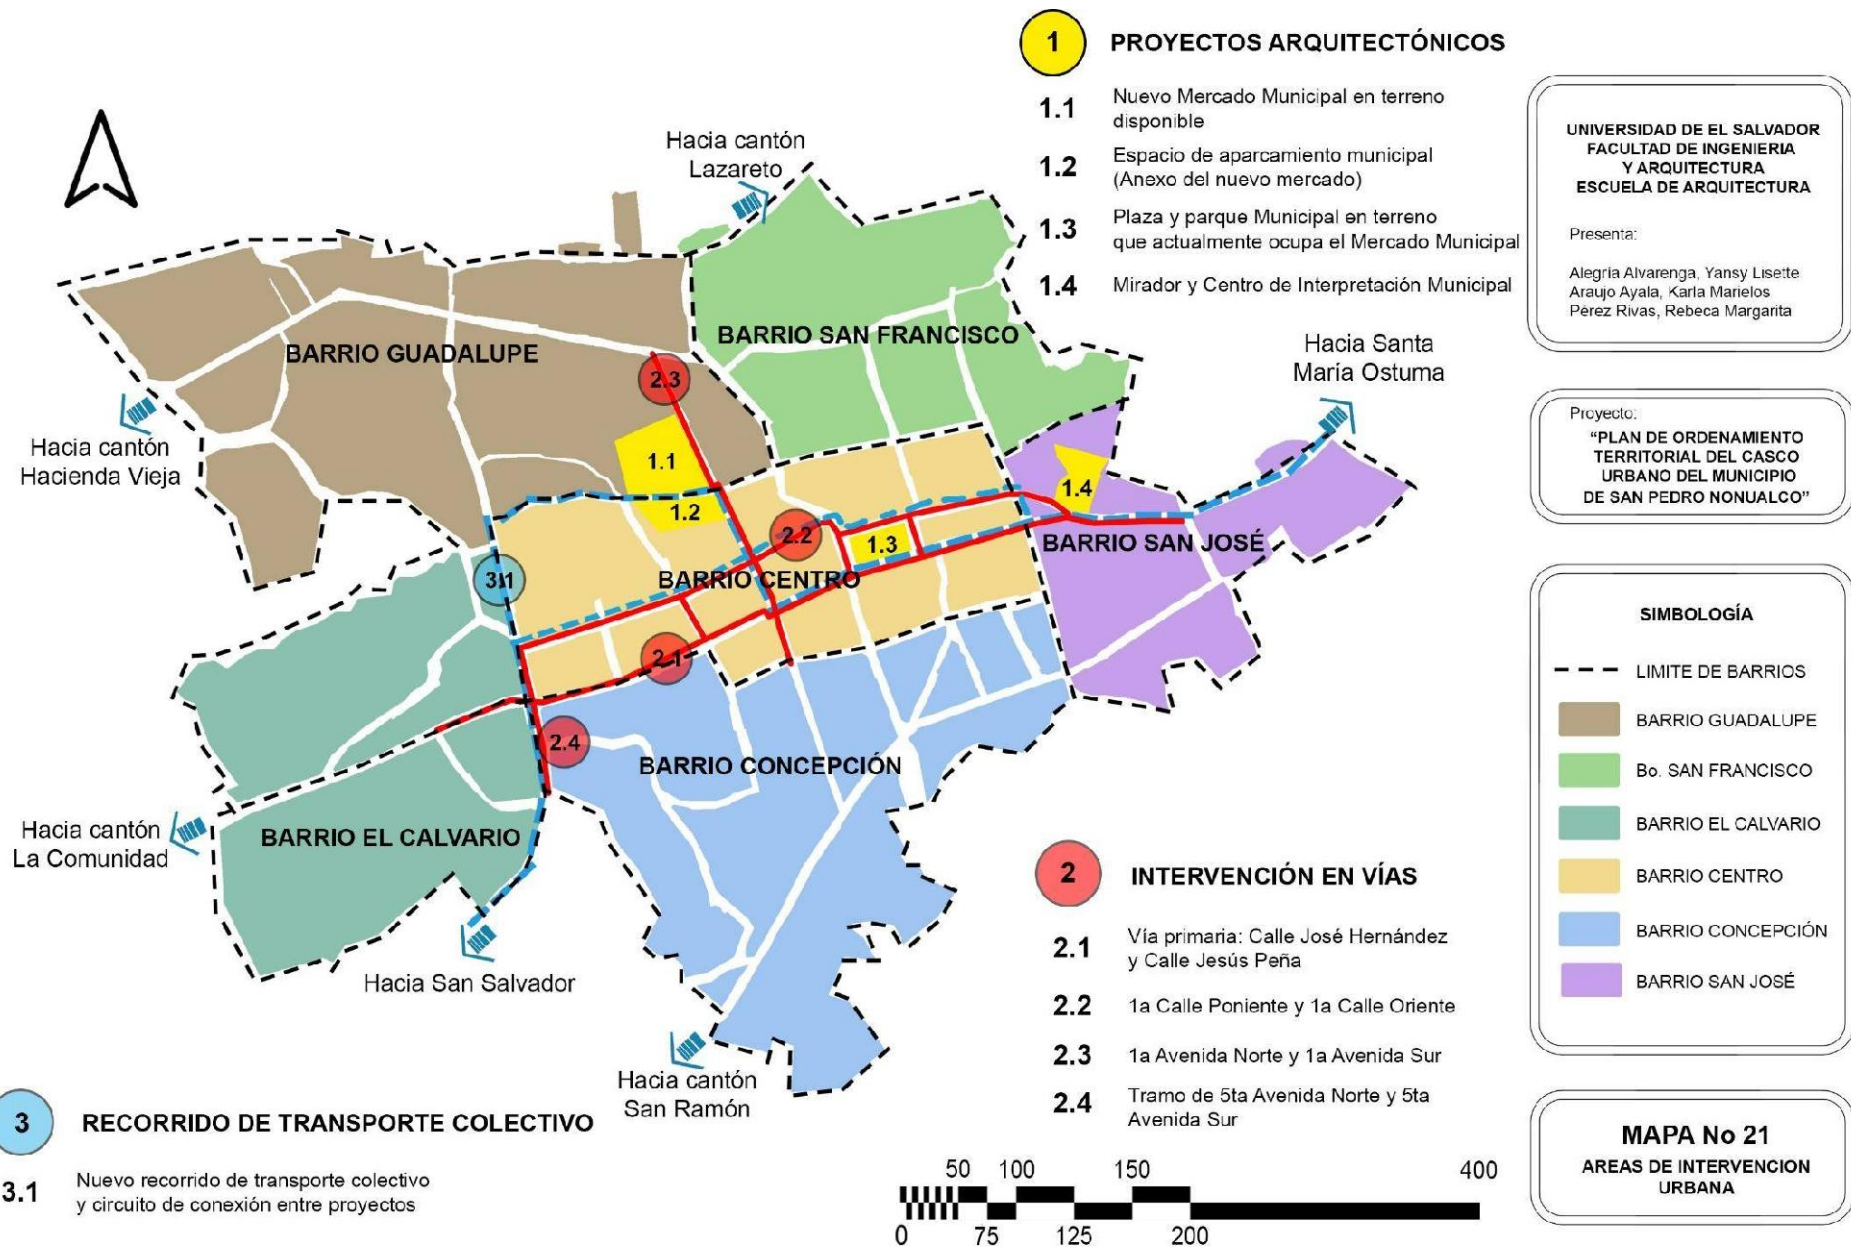 1 PROYECTOS ARQUITECTÓNICOS
1.1 Nuevo Mercado Municipal en terreno
disponible
1.2 Espacio de aparcamiento municipal
(Anexo del nuevo mercado)
1.3 Plaza y parque Municipal en terreno
que actualmente ocupa el Mercado Municipal
1.4 Mirador y Centro de Interpretación Municipal
UNIVERSIDAD DE EL SALVADOR
FACULTAD DE INGENIERIA
Y ARQUITECTURA
ESCUELA DE ARQUITECTURA
Presenta:
Alegría Alvarenga, Yansy Lisette
Araujo Ayala, Karla Marielos
Pérez Rivas, Rebeca Margarita
Proyecto:
“PLAN DE ORDENAMIENTO
TERRITORIAL DEL CASCO
URBANO DEL MUNICIPIO
DE SAN PEDRO NONUALCO”
SIMBOLOGÍA
LIMITE DE BARRIOS
BARRIO GUADALUPE
Bo. SAN FRANCISCO
BARRIO EL CALVARIO
BARRIO CENTRO
BARRIO CONCEPCIÓN
BARRIO SAN JOSÉ
MAPA No 21
AREAS DE INTERVENCION
URBANA
Hacia cantón
Lazareto
BARRIO SAN FRANCISCO
BARRIO GUADALUPE
Hacia Santa
María Ostuma
2.3
Hacia cantón
Hacienda Vieja
1.1
1.2
1.4
2.2
1.3
BARRIO SAN JOSÉ
3.1
BARRIO CENTRO
2.1
2.4
BARRIO CONCEPCIÓN
Hacia cantón
La Comunidad
BARRIO EL CALVARIO
Hacia San Salvador
Hacia cantón
San Ramón
2 INTERVENCIÓN EN VÍAS
2.1 Vía primaria: Calle José Hernández
y Calle Jesús Peña
2.2 1a Calle Poniente y 1a Calle Oriente
2.3 1a Avenida Norte y 1a Avenida Sur
2.4 Tramo de 5ta Avenida Norte y 5ta
Avenida Sur
3 RECORRIDO DE TRANSPORTE COLECTIVO
3.1 Nuevo recorrido de transporte colectivo
y circuito de conexión entre proyectos
50 100 150 400
0 75 125 200